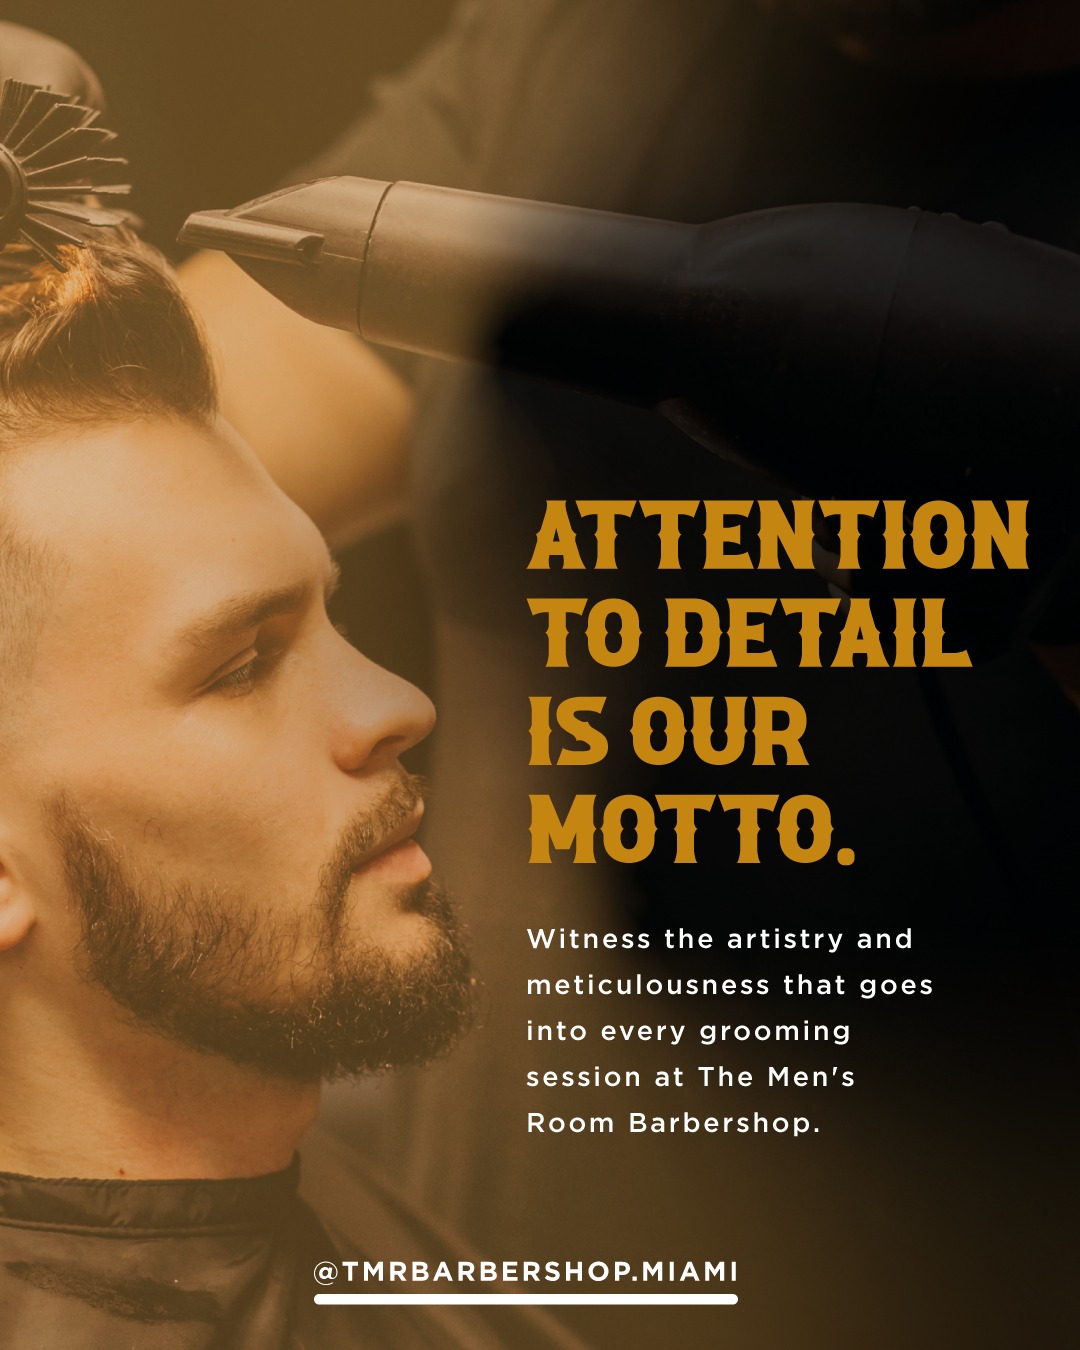 ATTENTION
TO DETAIL
IS OUR
MOTTO.
Witness the artistry and
meticulousness that goes
into every grooming
session at The Men's
Room Barbershop.
@TMRBARBERSHOP.MIAMI